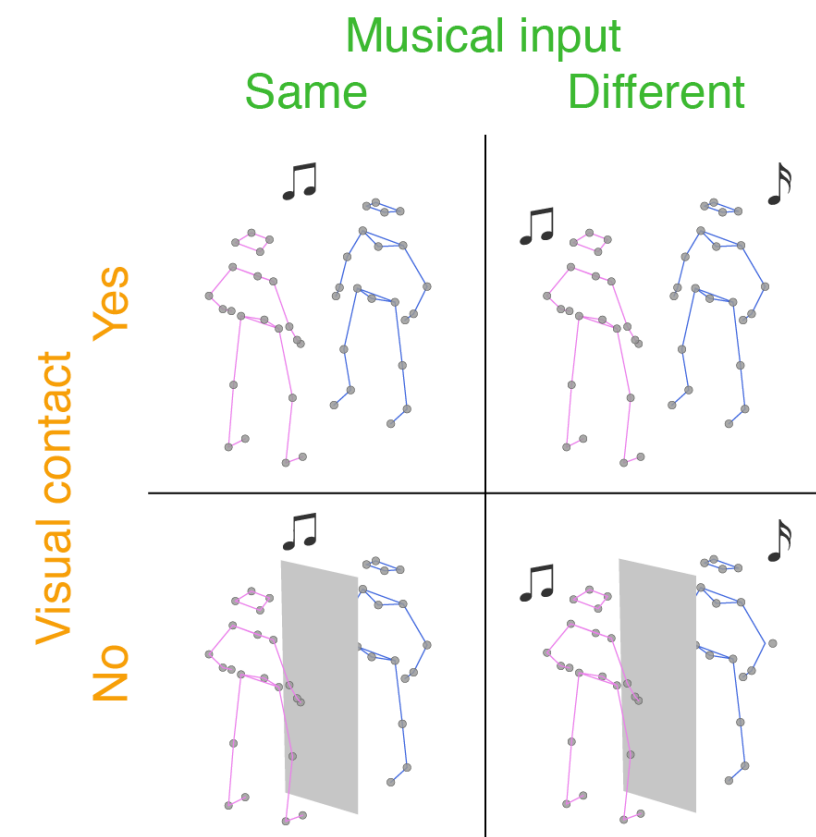 Musical input
Same
Different
Visual contact
Yes
No